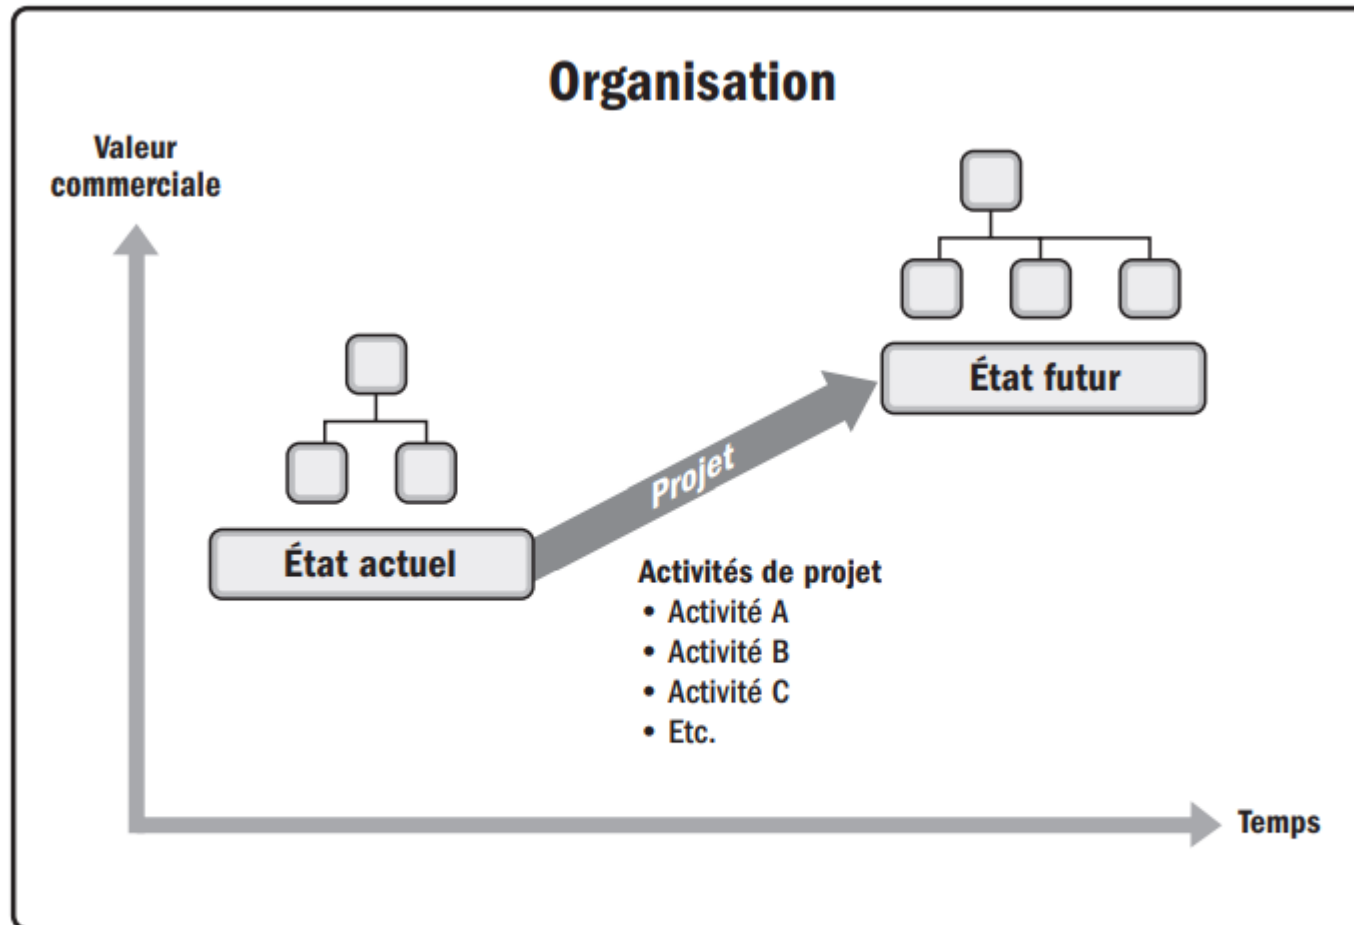 Organisation
Valeur
commerciale
État futur
Projet
État actuel
Activités de projet
• Activité A
• Activité B
• Activité C
• Etc.
Temps